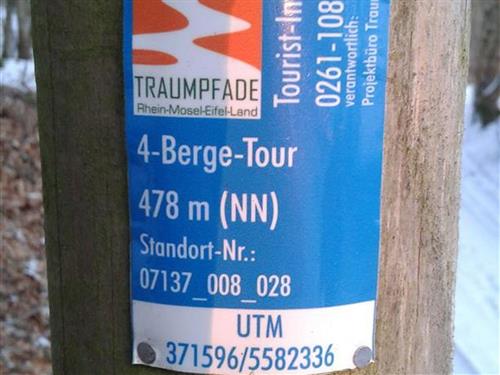 TRAUMPFADE
Rhein-Mosel-Eifel-Land
4-Berge-Tour
478 m (NN)
Standort-Nr.:
07137_008_028
UTM
371596/5582336
Tourist-In
0261-108
verantwortlich:
Projektbüro Trau